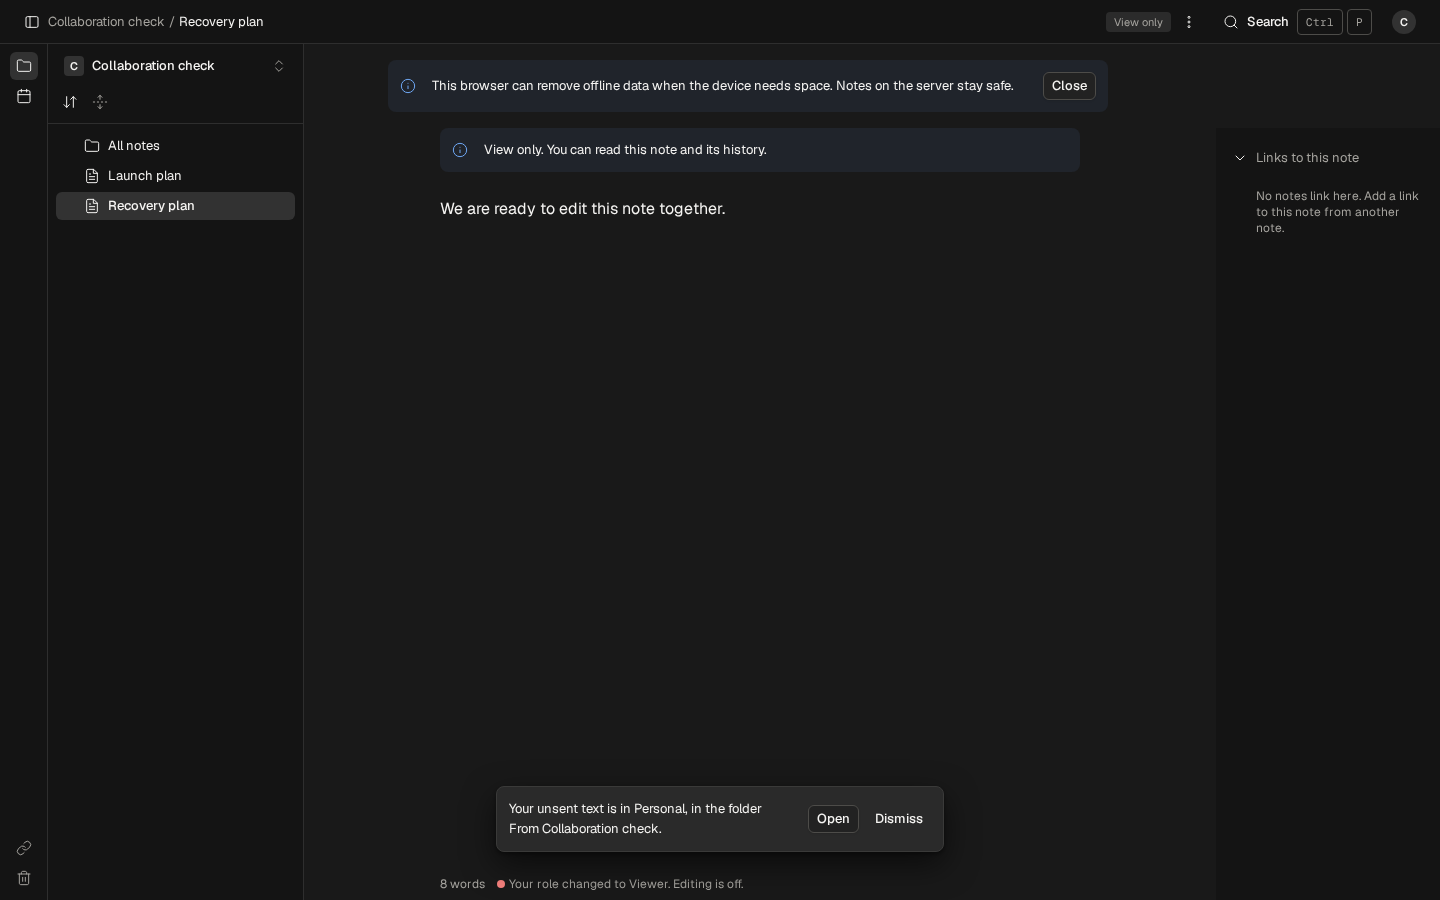 Collaboration check / Recovery plan
View only
Search Ctrl P
C
C Collaboration check
All notes
Launch plan
Recovery plan
This browser can remove offline data when the device needs space. Notes on the server stay safe.
Close
View only. You can read this note and its history.
We are ready to edit this note together.
Links to this note
No notes link here. Add a link
to this note from another
note.
Your unsent text is in Personal, in the folder
From Collaboration check.
Open
Dismiss
8 words
Your role changed to Viewer. Editing is off.